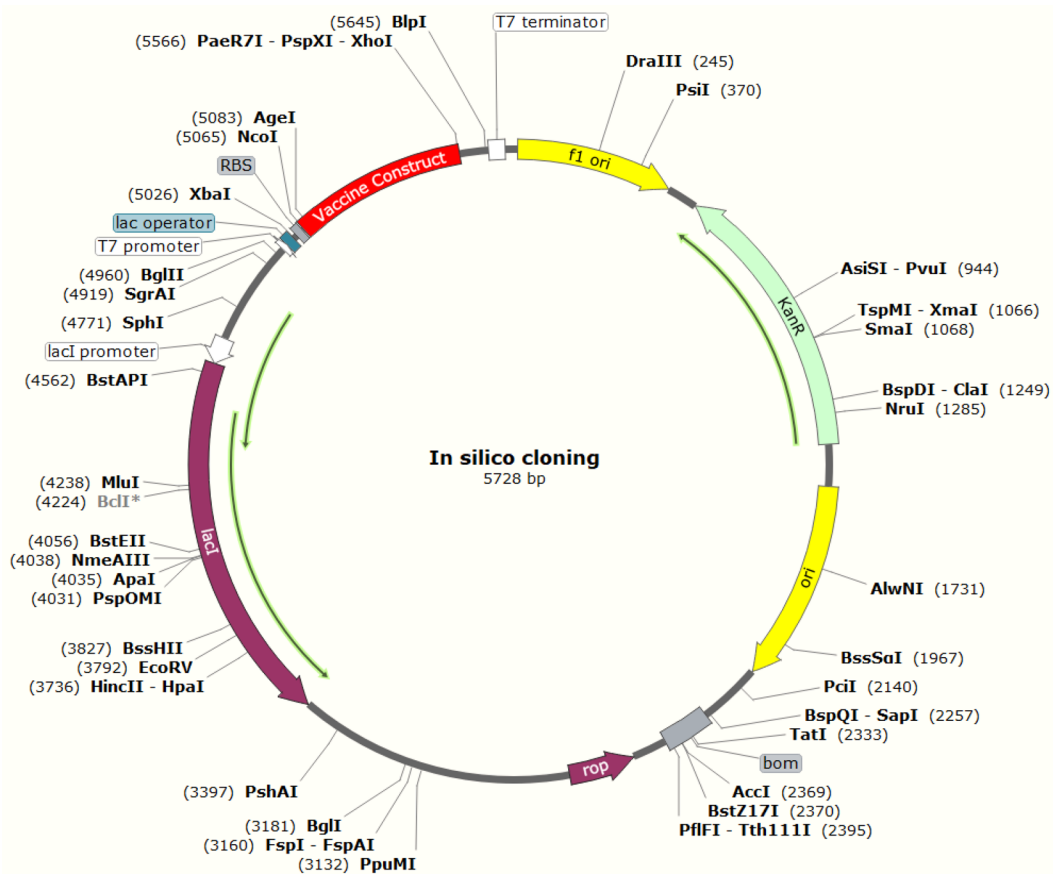 (5645) BlpI
T7 terminator
(5566) PaeR7I - PspXI - XhoI
DraIII (245)
PsiI (370)
(5083) AgeI
(5065) NcoI
RBS
f1 ori
Vaccine Construct
(5026) XbaI
lac operator
T7 promoter
(4960) BglII
(4919) SgrAI
(4771) SphI
lacI promoter
(4562) BstAPI
AsiSI - PvuI (944)
KanR
TspMI - XmaI (1066)
SmaI (1068)
BspDI - ClaI (1249)
NruI (1285)
In silico cloning
5728 bp
(4238) MluI
(4224) BclI*
lacI
(4056) BstEII
(4038) NmeAIII
(4035) ApaI
(4031) PspOMI
(3827) BssHII
(3792) EcoRV
(3736) HincII - HpaI
ori
AlwNI (1731)
BssSαI (1967)
PciI (2140)
BspQI - SapI (2257)
TatI (2333)
bom
AccI (2369)
BstZ17I (2370)
PflFI - Tth111I (2395)
rop
(3397) PshAI
(3181) BglI
(3160) FspI - FspAI
(3132) PpuMI